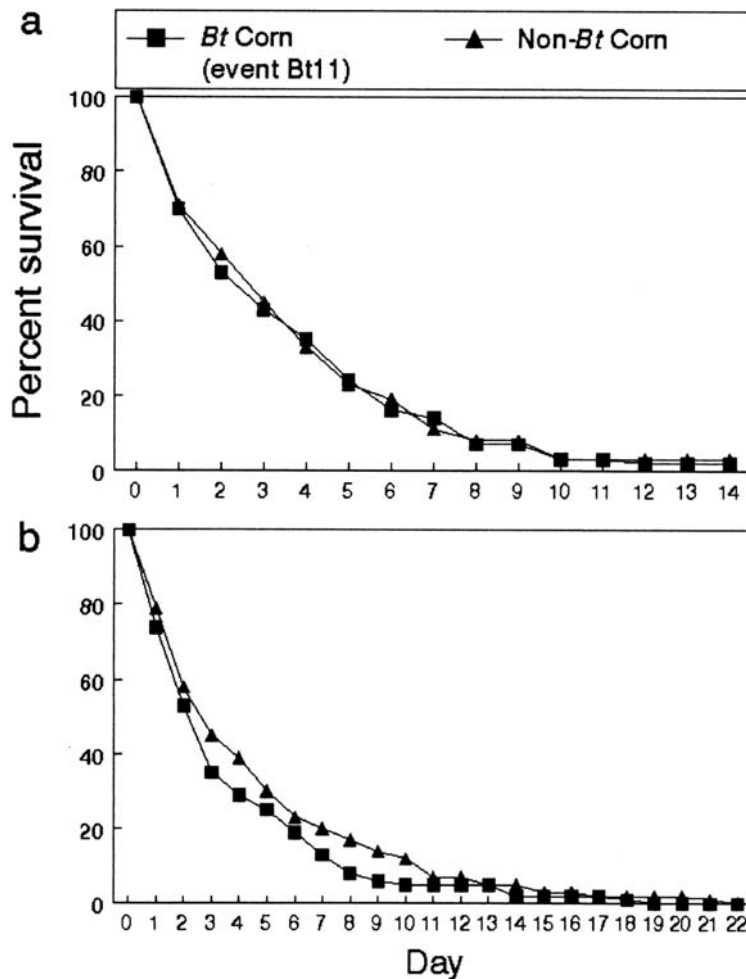 a
Bt Corn
(event Bt11)
Non-Bt Corn
Percent survival
100
80
60
40
20
0
0 1 2 3 4 5 6 7 8 9 10 11 12 13 14
b
100
80
60
40
20
0
0 1 2 3 4 5 6 7 8 9 10 11 12 13 14 15 16 17 18 19 20 21 22
Day